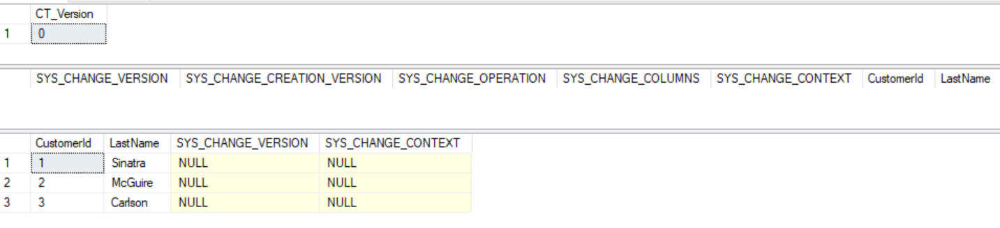 CT_Version
1 0
SYS_CHANGE_VERSION SYS_CHANGE_CREATION_VERSION SYS_CHANGE_OPERATION SYS_CHANGE_COLUMNS SYS_CHANGE_CONTEXT CustomerId LastName
CustomerId LastName SYS_CHANGE_VERSION SYS_CHANGE_CONTEXT
1 1 Sinatra NULL NULL
2 2 McGuire NULL NULL
3 3 Carlson NULL NULL